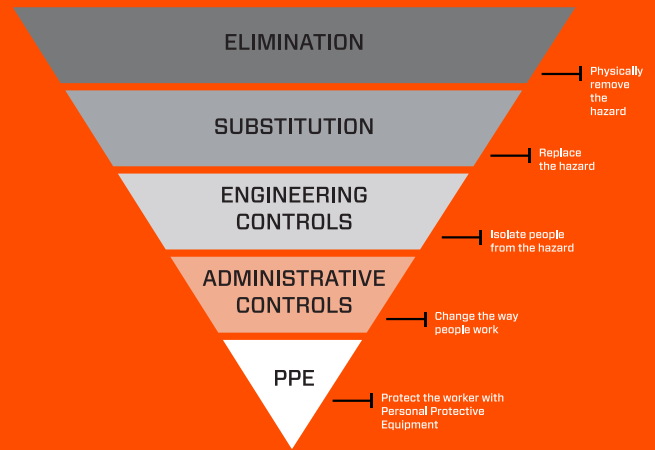 ELIMINATION
Physically
remove
the
hazard
SUBSTITUTION
Replace
the hazard
ENGINEERING
CONTROLS
Isolate people
from the hazard
ADMINISTRATIVE
CONTROLS
Change the way
people work
PPE
Protect the worker with
Personal Protective
Equipment